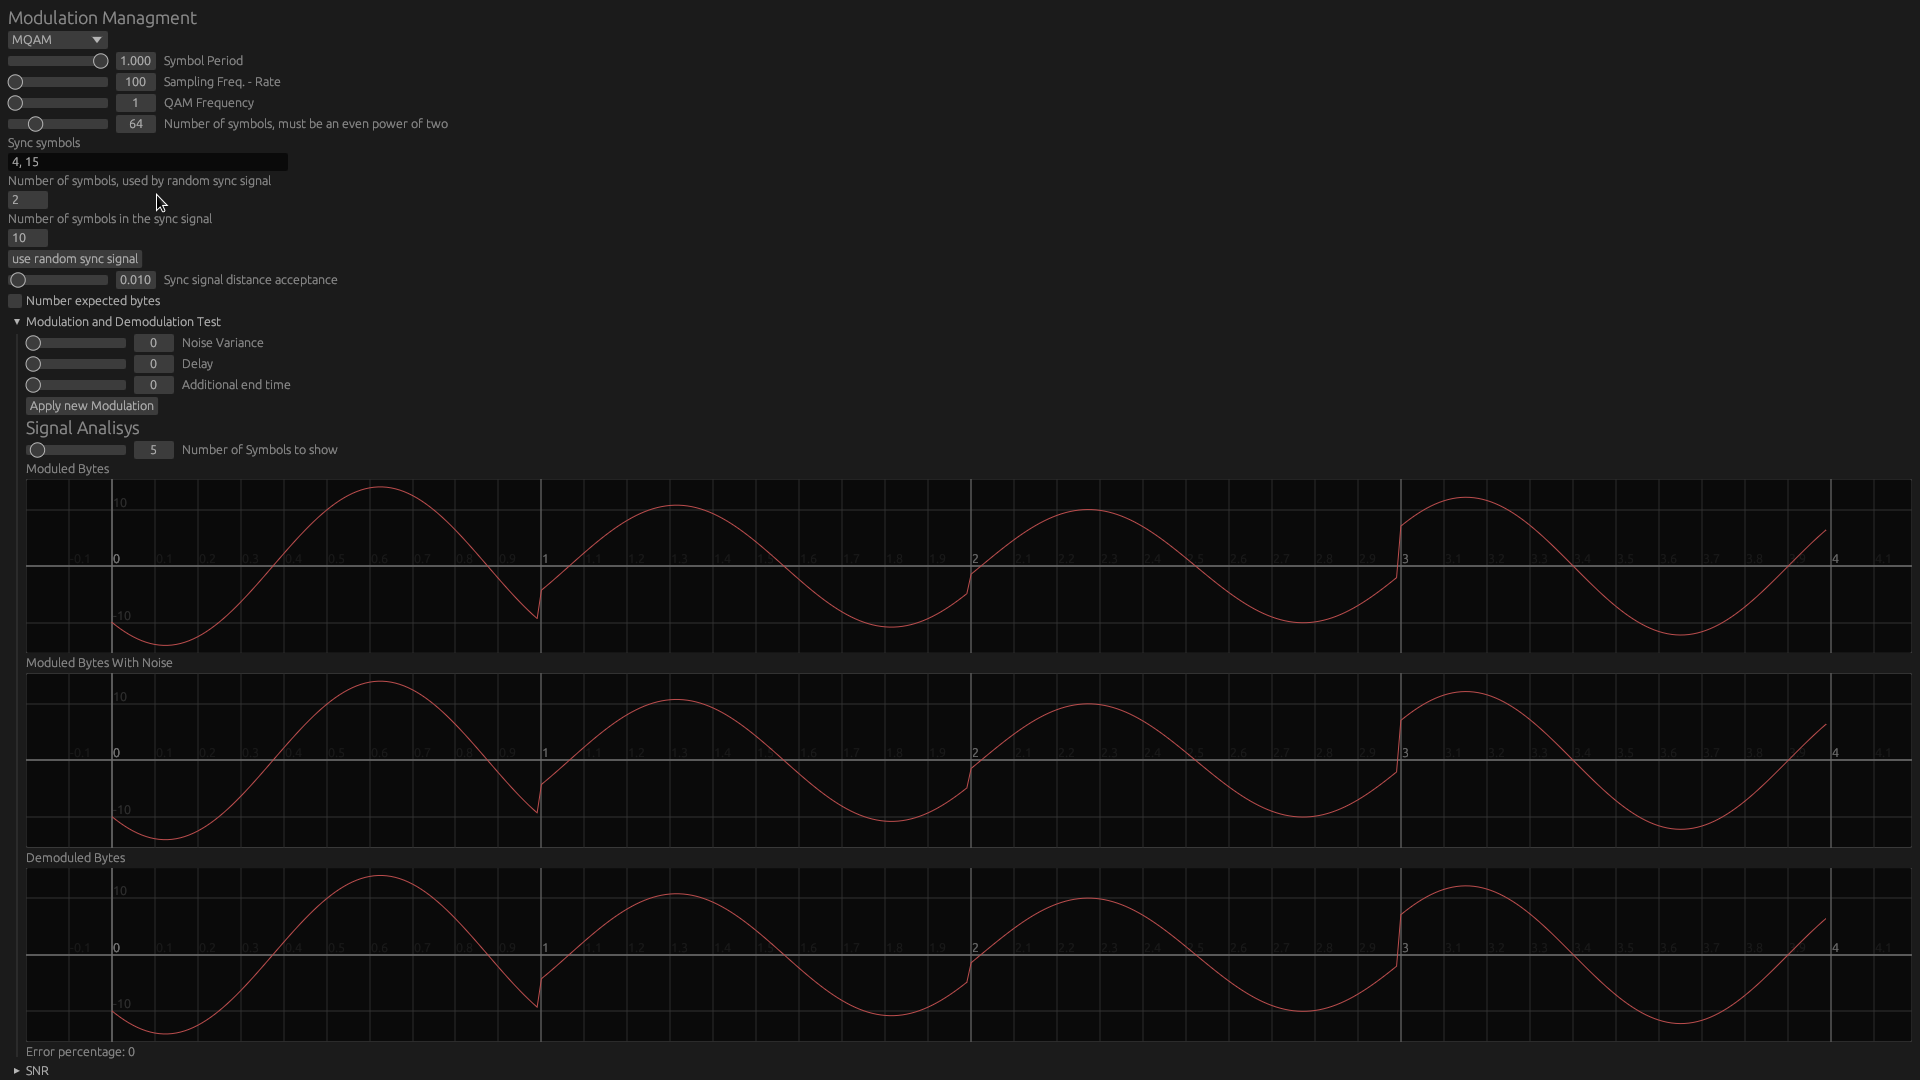 Modulation Managment
MQAM
1.000 Symbol Period
100 Sampling Freq. - Rate
1 QAM Frequency
64 Number of symbols, must be an even power of two
Sync symbols
4, 15
Number of symbols, used by random sync signal
2
Number of symbols in the sync signal
10
use random sync signal
0.010 Sync signal distance acceptance
Number expected bytes
Modulation and Demodulation Test
0 Noise Variance
0 Delay
0 Additional end time
Apply new Modulation
Signal Analisys
5 Number of Symbols to show
Moduled Bytes
10
-0.1 0 0.1 0.2 0.3 0.4 0.5 0.6 0.7 0.8 0.9 1 1.1 1.2 1.3 1.4 1.5 1.6 1.7 1.8 1.9 2 2.1 2.2 2.3 2.4 2.5 2.6 2.7 2.8 2.9 3 3.1 3.2 3.3 3.4 3.5 3.6 3.7 3.8 4 4.1
-10
Moduled Bytes With Noise
10
-0.1 0 0.1 0.2 0.3 0.4 0.5 0.6 0.7 0.8 0.9 1 1.1 1.2 1.3 1.4 1.5 1.6 1.7 1.8 1.9 2 2.1 2.2 2.3 2.4 2.5 2.6 2.7 2.8 2.9 3 3.1 3.2 3.3 3.4 3.5 3.6 3.7 3.8 4 4.1
-10
Demoduled Bytes
10
-0.1 0 0.1 0.2 0.3 0.4 0.5 0.6 0.7 0.8 0.9 1 1.1 1.2 1.3 1.4 1.5 1.6 1.7 1.8 1.9 2 2.1 2.2 2.3 2.4 2.5 2.6 2.7 2.8 2.9 3 3.1 3.2 3.3 3.4 3.5 3.6 3.7 3.8 4 4.1
-10
Error percentage: 0
SNR